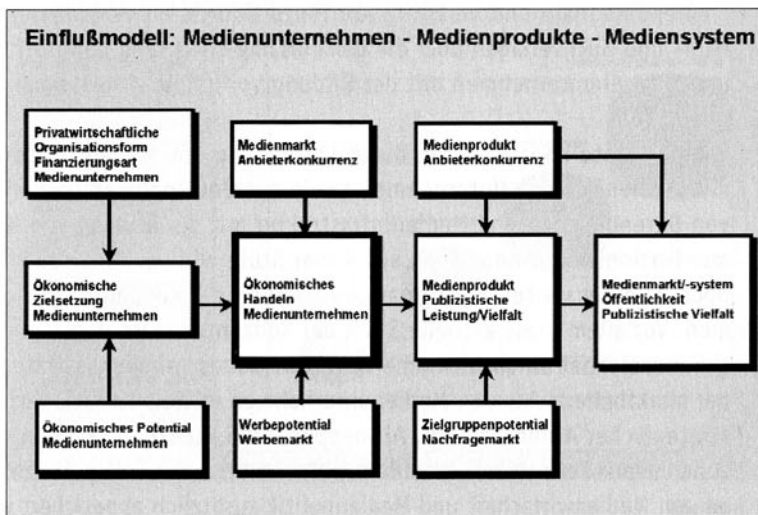 Einflußmodell: Medienunternehmen - Medienprodukte - Mediensystem
Privatwirtschaftliche
Organisationsform
Finanzierungsart
Medienunternehmen
Medienmarkt
Anbieterkonkurrenz
Medienprodukt
Anbieterkonkurrenz
Ökonomische
Zielsetzung
Medienunternehmen
Ökonomisches
Handeln
Medienunternehmen
Medienprodukt
Publizistische
Leistung/Vielfalt
Medienmarkt/-system
Öffentlichkeit
Publizistische Vielfalt
Ökonomisches Potential
Medienunternehmen
Werbepotential
Werbemarkt
Zielgruppenpotential
Nachfragemarkt